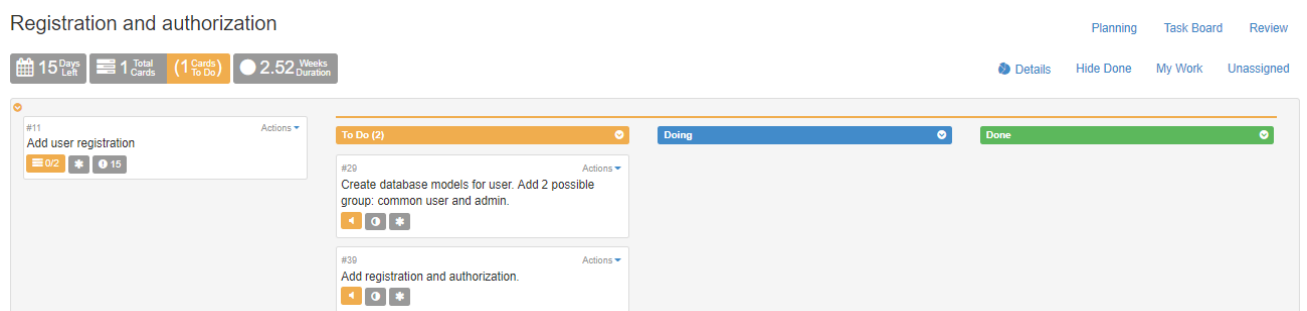 Registration and authorization
Planning Task Board Review
15 Days Left 1 Total Cards (1 Cards To Do) 2.52 Weeks Duration
Details Hide Done My Work Unassigned
#11 Actions
Add user registration
0/2 15
To Do (2) Doing Done
#29 Actions
Create database models for user. Add 2 possible
group: common user and admin.
#39 Actions
Add registration and authorization.